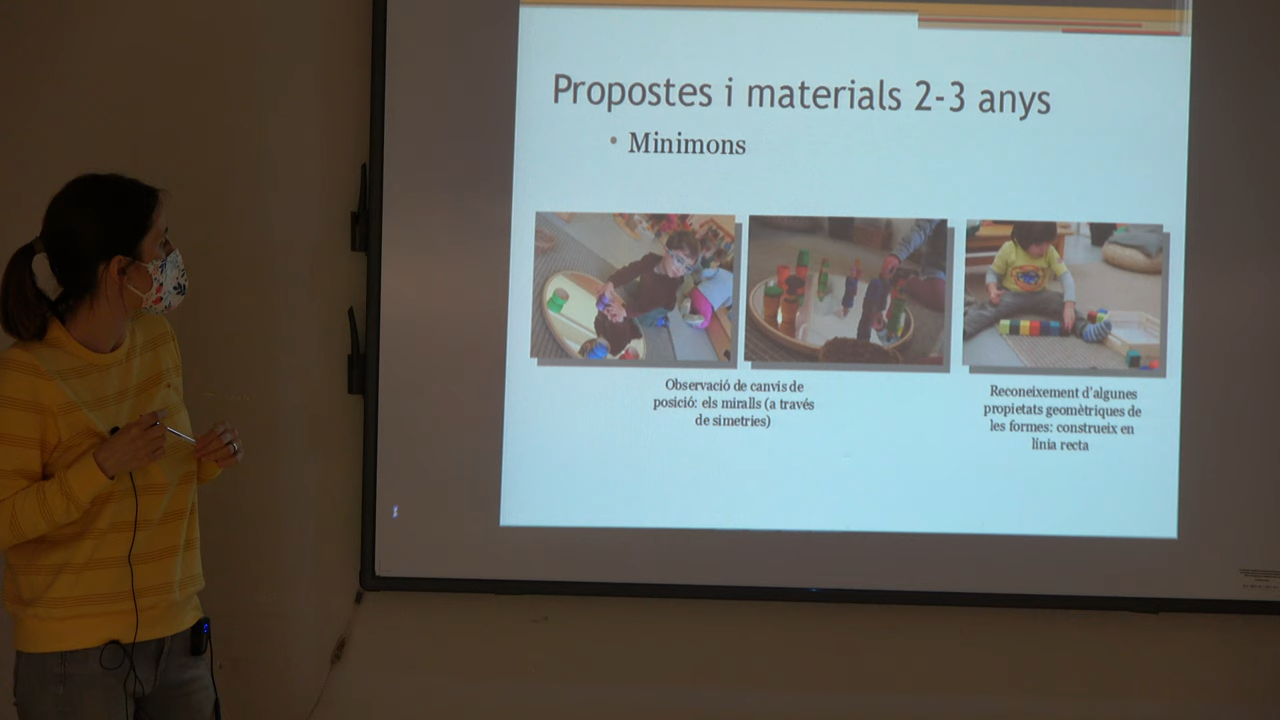 Propostes i materials 2-3 anys
• Minimons
Observació de canvis de
posició: els miralls (a través
de simetries)
Reconeixement d'algunes
propietats geomètriques de
les formes: construeix en
línia recta